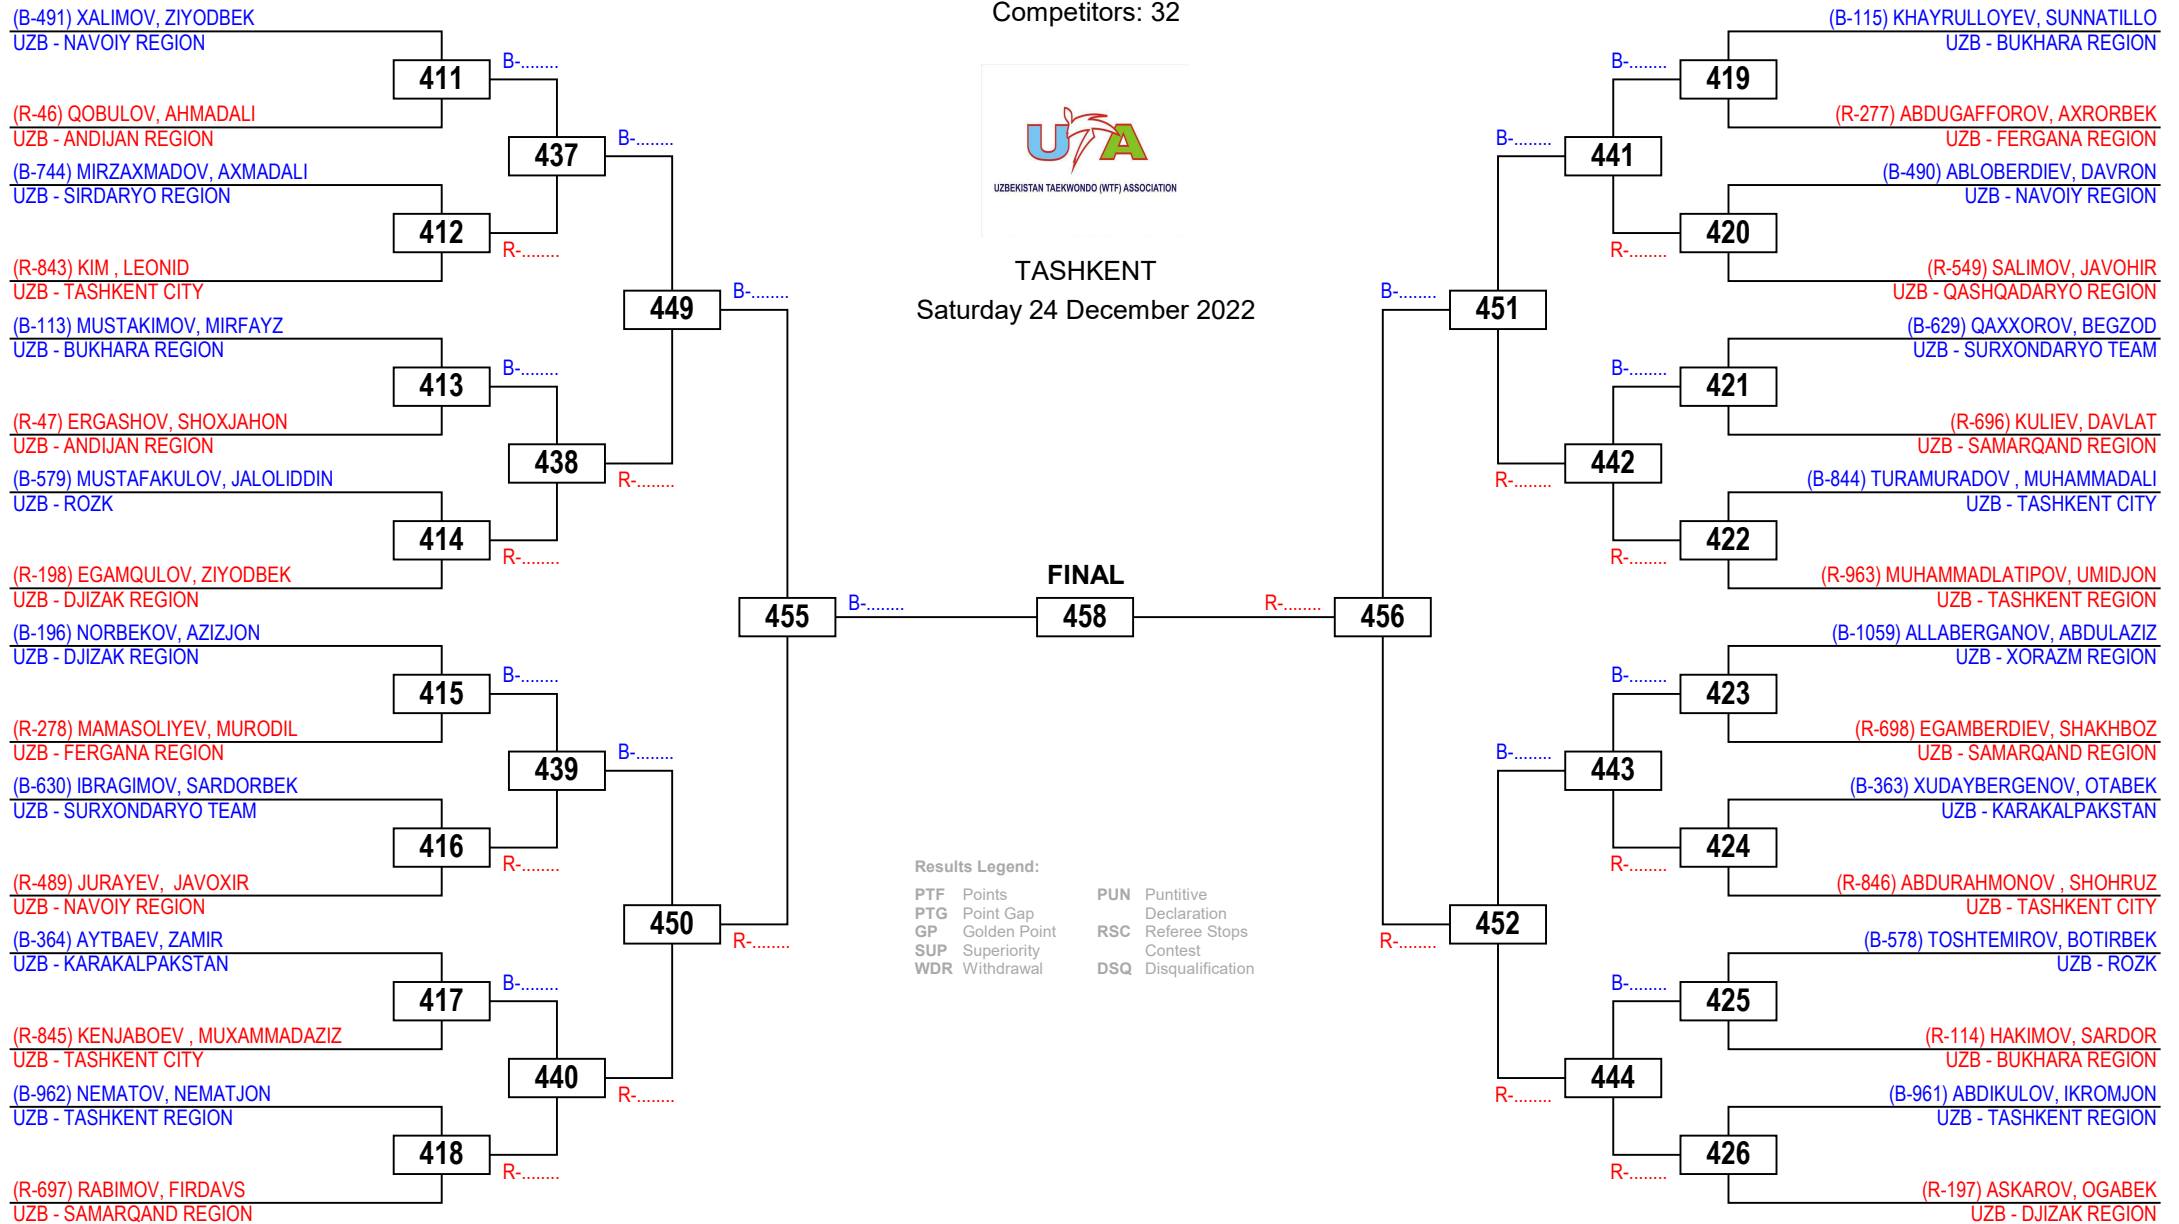 Competitors: 32
UTA
UZBEKISTAN TAEKWONDO (WTF) ASSOCIATION
TASHKENT
Saturday 24 December 2022
(B-491) XALIMOV, ZIYODBEK
UZB - NAVOIY REGION
411
(R-46) QOBULOV, AHMADALI
UZB - ANDIJAN REGION
(B-744) MIRZAXMADOV, AXMADALI
UZB - SIRDARYO REGION
412
(R-843) KIM , LEONID
UZB - TASHKENT CITY
(B-113) MUSTAKIMOV, MIRFAYZ
UZB - BUKHARA REGION
413
(R-47) ERGASHOV, SHOXJAHON
UZB - ANDIJAN REGION
(B-579) MUSTAFAKULOV, JALOLIDDIN
UZB - ROZK
414
(R-198) EGAMQULOV, ZIYODBEK
UZB - DJIZAK REGION
(B-196) NORBEKOV, AZIZJON
UZB - DJIZAK REGION
415
(R-278) MAMASOLIYEV, MURODIL
UZB - FERGANA REGION
(B-630) IBRAGIMOV, SARDORBEK
UZB - SURXONDARYO TEAM
416
(R-489) JURAYEV, JAVOXIR
UZB - NAVOIY REGION
(B-364) AYTBAEV, ZAMIR
UZB - KARAKALPAKSTAN
417
(R-845) KENJABOEV , MUXAMMADAZIZ
UZB - TASHKENT CITY
(B-962) NEMATOV, NEMATJON
UZB - TASHKENT REGION
418
(R-697) RABIMOV, FIRDAVS
UZB - SAMARQAND REGION
B-........
437
R-........
B-........
438
R-........
B-........
439
R-........
B-........
440
R-........
B-........
449
R-........
B-........
450
R-........
B-........
455
R-........
B-........
FINAL
458
R-........
B-........
456
R-........
B-........
451
R-........
B-........
452
R-........
B-........
441
R-........
B-........
442
R-........
B-........
443
R-........
B-........
444
R-........
(B-115) KHAYRULLOYEV, SUNNATILLO
UZB - BUKHARA REGION
419
(R-277) ABDUGAFFOROV, AXRORBEK
UZB - FERGANA REGION
(B-490) ABLOBERDIEV, DAVRON
UZB - NAVOIY REGION
420
(R-549) SALIMOV, JAVOHIR
UZB - QASHQADARYO REGION
(B-629) QAXXOROV, BEGZOD
UZB - SURXONDARYO TEAM
421
(R-696) KULIEV, DAVLAT
UZB - SAMARQAND REGION
(B-844) TURAMURADOV , MUHAMMADALI
UZB - TASHKENT CITY
422
(R-963) MUHAMMADLATIPOV, UMIDJON
UZB - TASHKENT REGION
(B-1059) ALLABERGANOV, ABDULAZIZ
UZB - XORAZM REGION
423
(R-698) EGAMBERDIEV, SHAKHBOZ
UZB - SAMARQAND REGION
(B-363) XUDAYBERGENOV, OTABEK
UZB - KARAKALPAKSTAN
424
(R-846) ABDURAHMONOV , SHOHRUZ
UZB - TASHKENT CITY
(B-578) TOSHTEMIROV, BOTIRBEK
UZB - ROZK
425
(R-114) HAKIMOV, SARDOR
UZB - BUKHARA REGION
(B-961) ABDIKULOV, IKROMJON
UZB - TASHKENT REGION
426
(R-197) ASKAROV, OGABEK
UZB - DJIZAK REGION
Results Legend:
PTF Points
PTG Point Gap
GP Golden Point
SUP Superiority
WDR Withdrawal
PUN Puntitive
Declaration
RSC Referee Stops
Contest
DSQ Disqualification